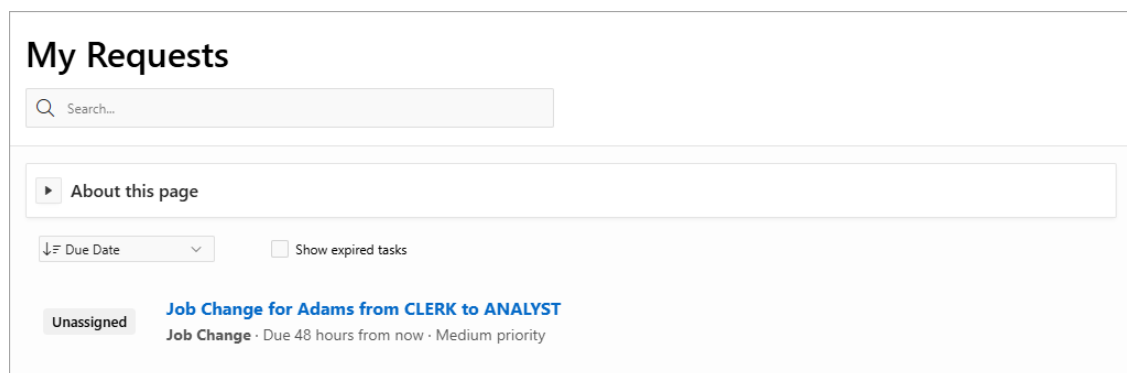 My Requests
Search...
About this page
Due Date
Show expired tasks
Unassigned
Job Change for Adams from CLERK to ANALYST
Job Change · Due 48 hours from now · Medium priority